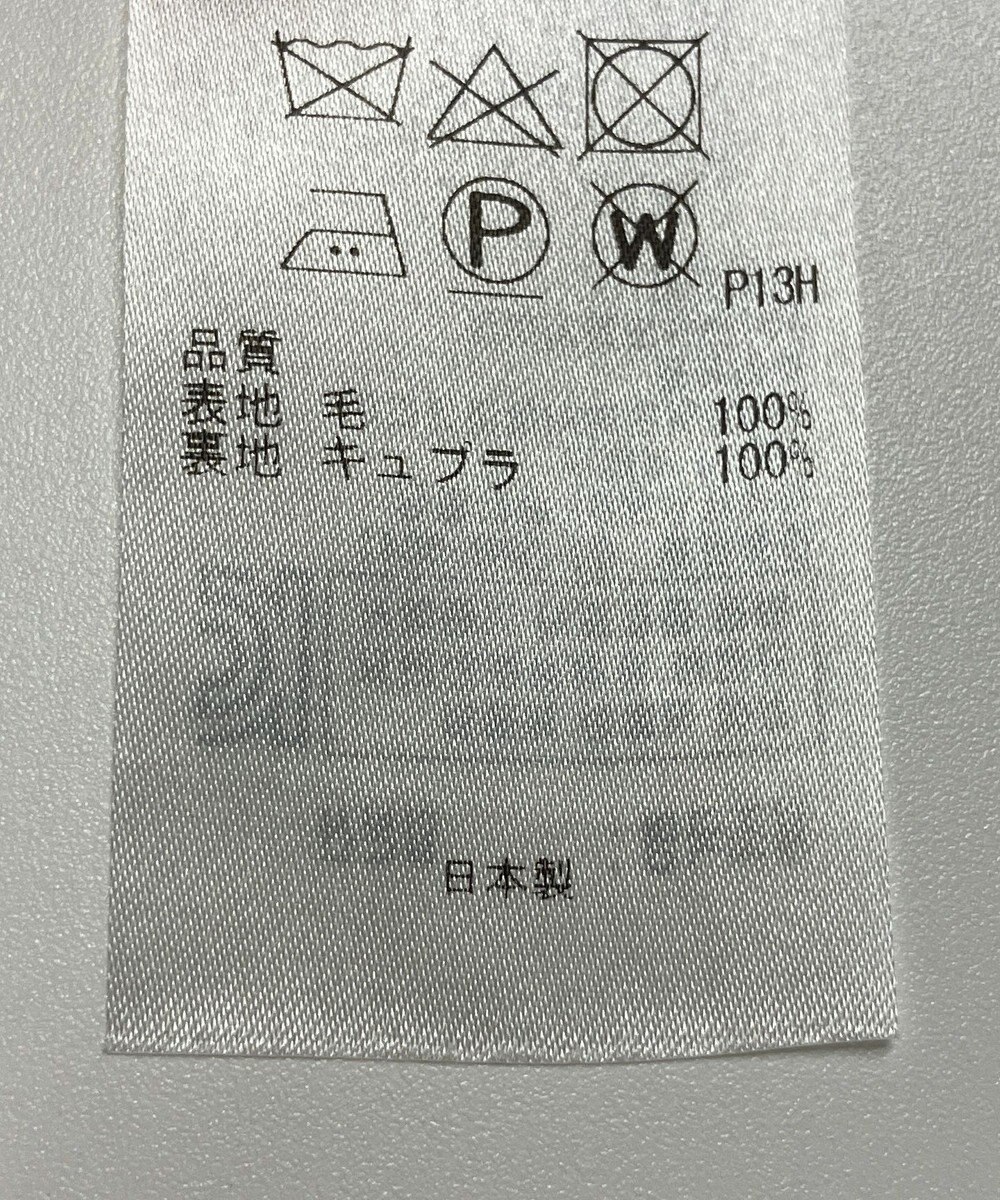 P W P13H
品質
表地 毛 100%
裏地 キュプラ 100%
日本製